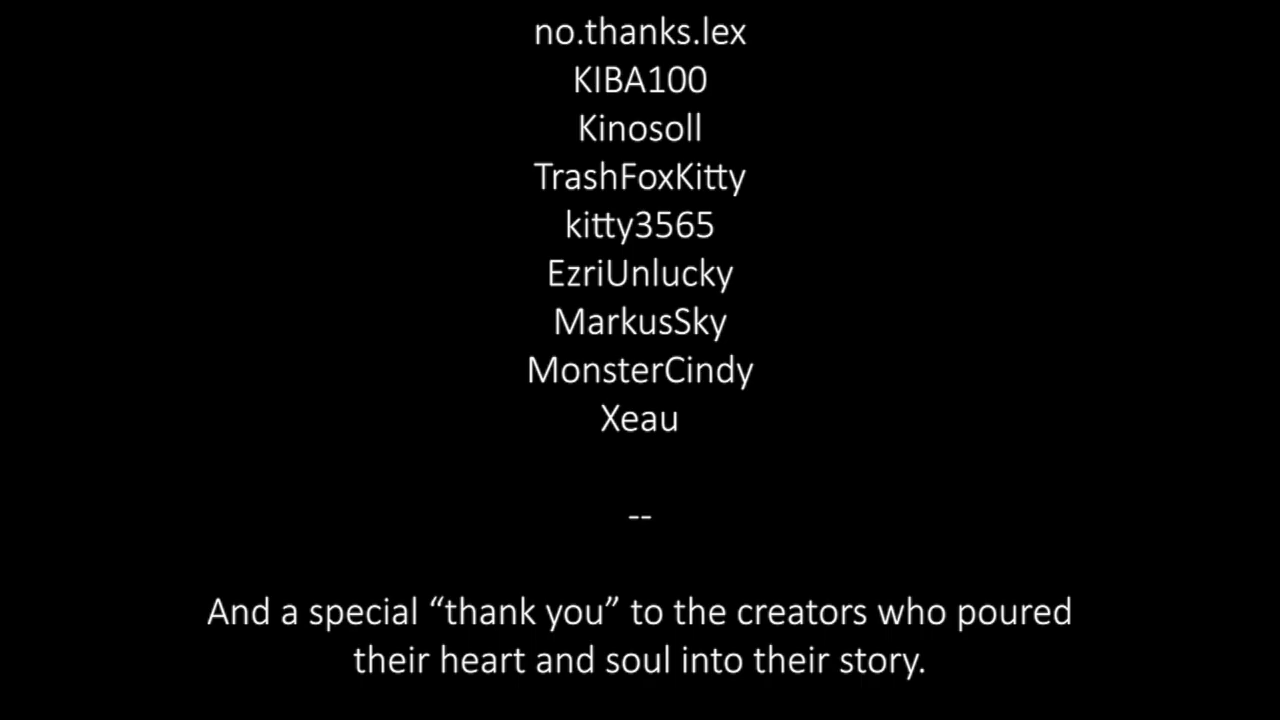 no.thanks.lex
KIBA100
Kinosoll
TrashFoxKitty
kitty3565
EzriUnlucky
MarkusSky
MonsterCindy
Xeau
--
And a special “thank you” to the creators who poured
their heart and soul into their story.